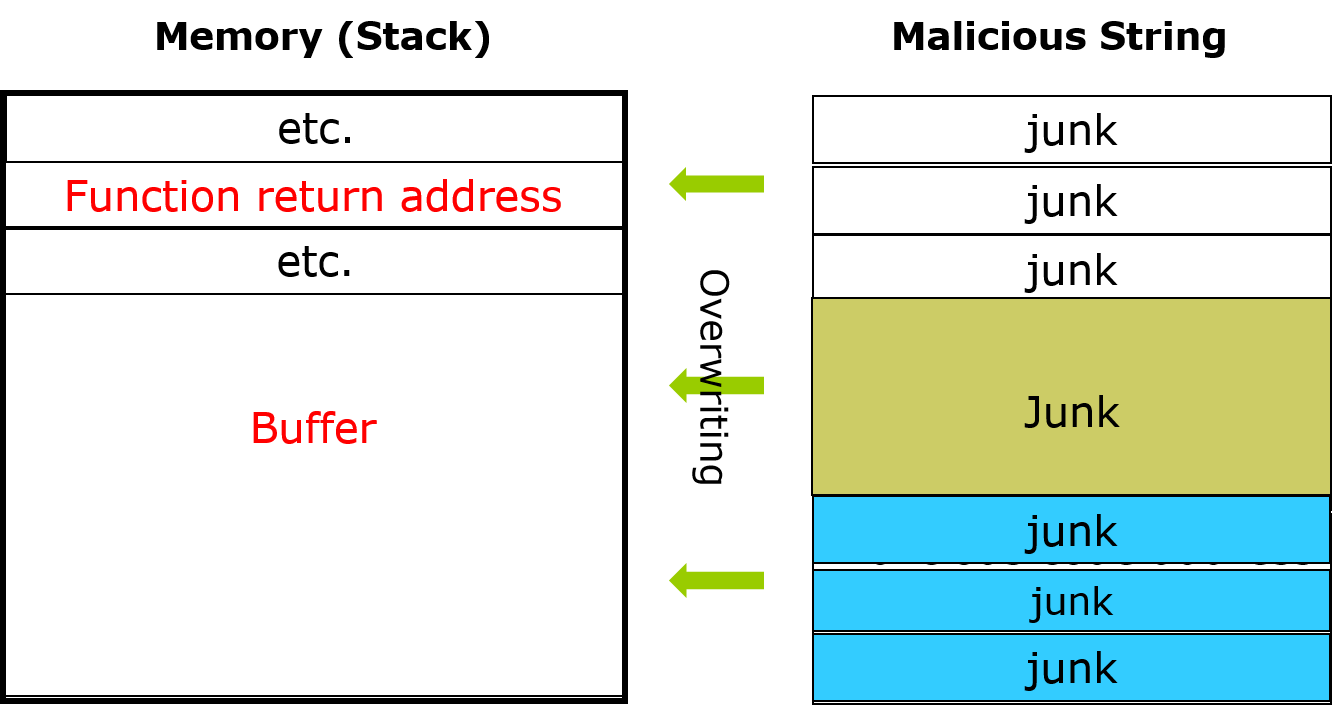 Memory (Stack)
Malicious String
etc.
Function return address
etc.
Buffer
Overwriting
junk
junk
junk
Junk
junk
junk
junk